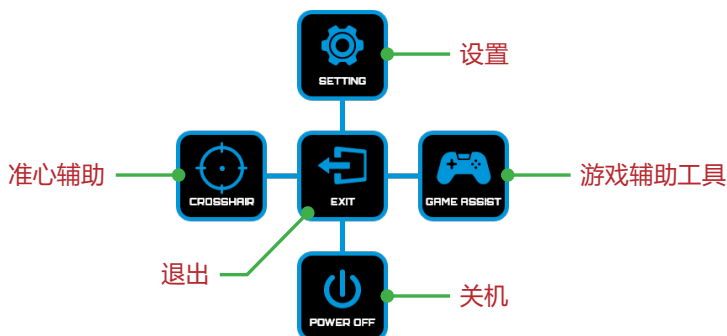 设置
SETTING
准心辅助
CROSSHAIR
EXIT
GAME ASSIST
游戏辅助工具
退出
POWER OFF
关机